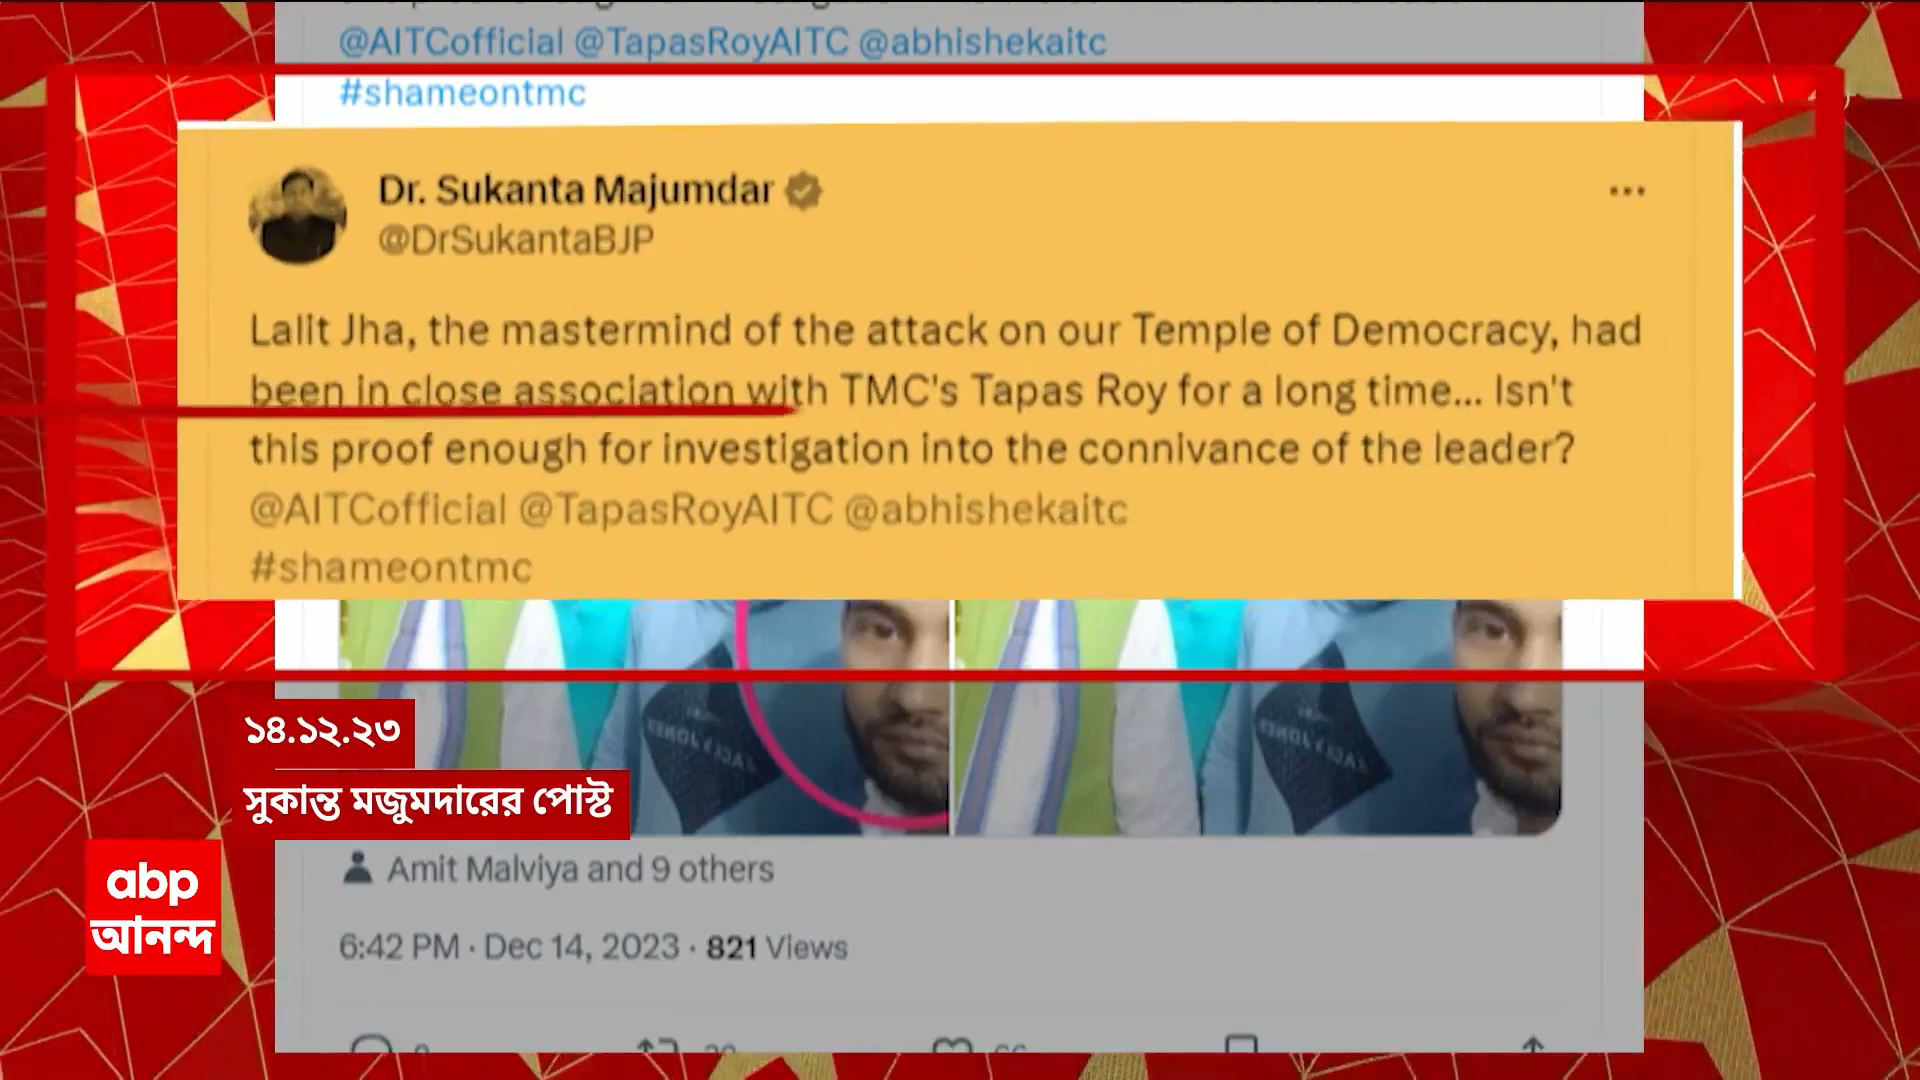 @AITCofficial @TapasRoyAITC @abhishekaitc
#shameontmc
Dr. Sukanta Majumdar
@DrSukantaBJP
Lalit Jha, the mastermind of the attack on our Temple of Democracy, had
been in close association with TMC's Tapas Roy for a long time... Isn't
this proof enough for investigation into the connivance of the leader?
@AITCofficial @TapasRoyAITC @abhishekaitc
#shameontmc
১৪.১২.২৩
সুকান্ত মজুমদারের পোস্ট
abp
আনন্দ
Amit Malviya and 9 others
6:42 PM · Dec 14, 2023 · 821 Views